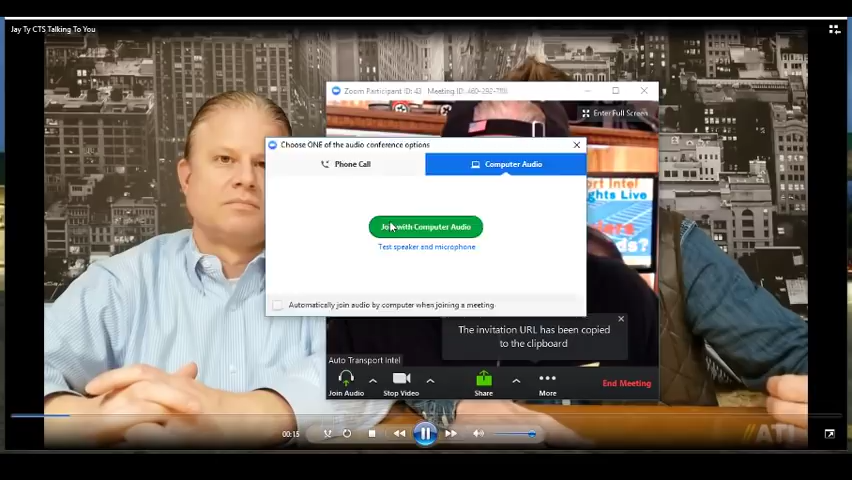 Jay Ty CTS Talking To You
Zoom Participant ID: 43 Meeting ID:
Enter Full Screen
Choose ONE of the audio conference options
Phone Call
Computer Audio
Join with Computer Audio
Test speaker and microphone
Automatically join audio by computer when joining a meeting
The invitation URL has been copied
to the clipboard
Auto Transport Intel
Join Audio
Stop Video
Share
More
End Meeting
00:15
ATI